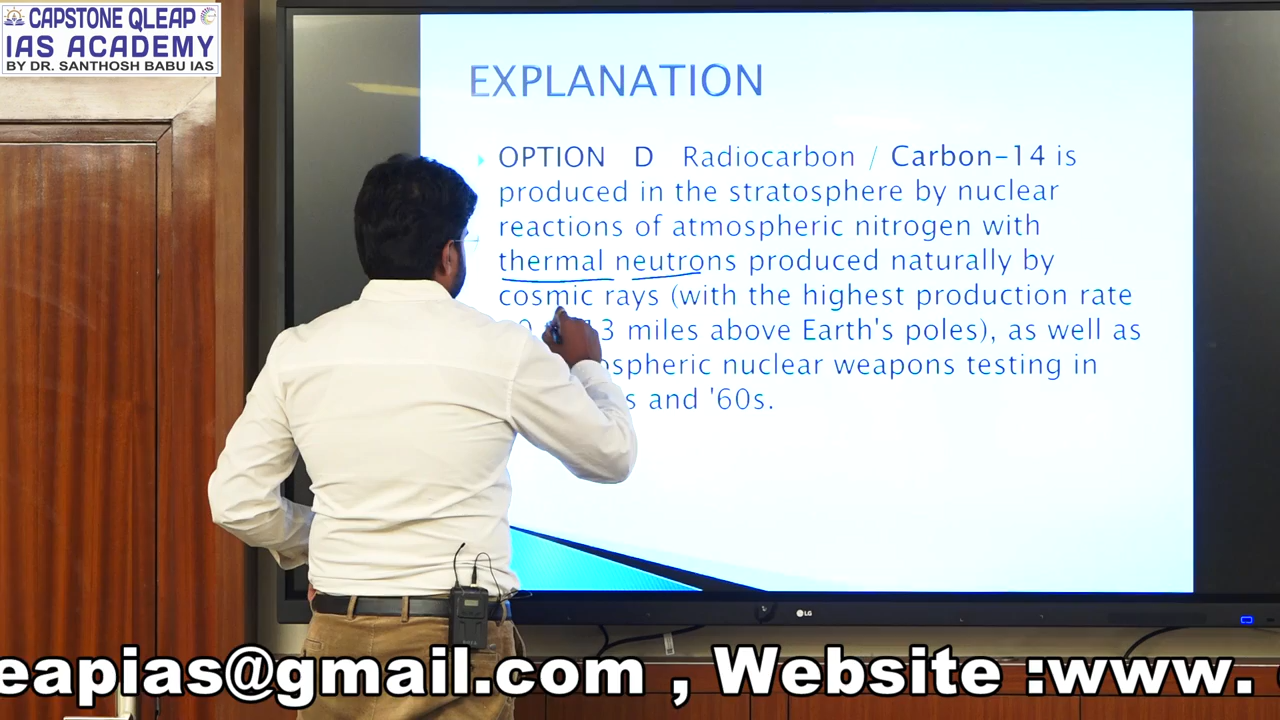 CAPSTONE QLEAP
IAS ACADEMY
BY DR. SANTHOSH BABU IAS
EXPLANATION
OPTION D Radiocarbon / Carbon-14 is
produced in the stratosphere by nuclear
reactions of atmospheric nitrogen with
thermal neutrons produced naturally by
cosmic rays (with the highest production rate
3 miles above Earth's poles), as well as
nuclear weapons testing in
and '60s.
LG
eapias@gmail.com , Website :www.